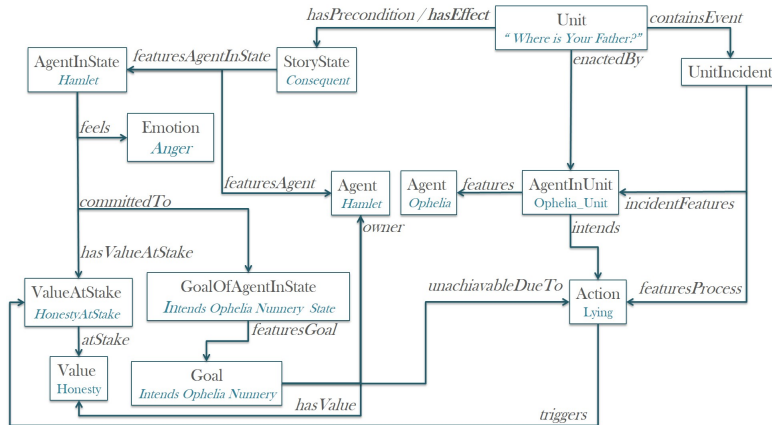 hasPrecondition / hasEffect
Unit
“ Where is Your Father?”
containsEvent
AgentInState
Hamlet
featuresAgentInState
StoryState
Consequent
enactedBy
UnitIncident
feels
Emotion
Anger
featuresAgent
Agent
Hamlet
Agent
Ophelia
features
AgentInUnit
Ophelia_Unit
incidentFeatures
committedTo
owner
intends
hasValueAtStake
ValueAtStake
HonestyAtStake
GoalOfAgentInState
Intends Ophelia Nunnery State
unachiavableDueTo
Action
Lying
featuresProcess
atStake
featuresGoal
Value
Honesty
Goal
Intends Ophelia Nunnery
hasValue
triggers